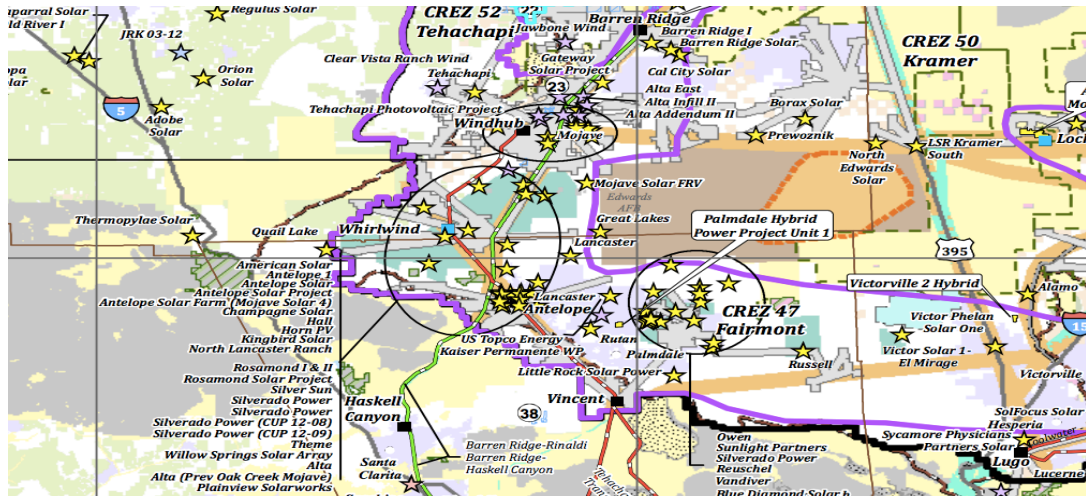 aparral Solar
ld River I
Regulus Solar
JRK 03-12
Orion
Solar
5
Adobe
Solar
CREZ 52
Tehachapi
22
Jawbone Wind
Barren Ridge
Barren Ridge I
Barren Ridge Solar
Clear Vista Ranch Wind
Tehachapi
Gateway
Solar Project
Cal City Solar
23
Alta East
Alta Infill II
Alta Addendum II
Tehachapi Photovoltaic Project
Windhub
Mojave
CREZ 50
Kramer
Borax Solar
Prewoznik
North
Edwards
Solar
LSR Kramer
South
Lock
Mojave Solar FRV
Edwards
AFB
Great Lakes
Thermopylae Solar
Quail Lake
Whirlwind
Lancaster
Palmdale Hybrid
Power Project Unit 1
395
Victorville 2 Hybrid
Alamo
15
American Solar
Antelope 1
Antelope Solar
Antelope Solar Project
Antelope Solar Farm (Mojave Solar 4)
Champagne Solar
Hall
Horn PV
Kingbird Solar
North Lancaster Ranch
Rosamond I & II
Rosamond Solar Project
Silver Sun
Silverado Power
Silverado Power
Silverado Power (CUP 12-08)
Silverado Power (CUP 12-09)
Theme
Willow Springs Solar Array
Alta
Alta (Prev Oak Creek Mojave)
Plainview Solarworks
Lancaster
Antelope
US Topco Energy
Kaiser Permanente WP
Rutan
CREZ 47
Fairmont
Palmdale
Little Rock Solar Power
Russell
Victor Phelan
Solar One
Victor Solar 1-
El Mirage
Victorville
Haskell
Canyon
38
Vincent
Barren Ridge-Rinaldi
Barren Ridge-
Haskell Canyon
Santa
Clarita
Owen
Sunlight Partners
Silverado Power
Reuschel
Vandiver
Blue Diamond Solar
SolFocus Solar
Hesperia
Sycamore Physicians
Partners Solar
Lugo
Lucerne